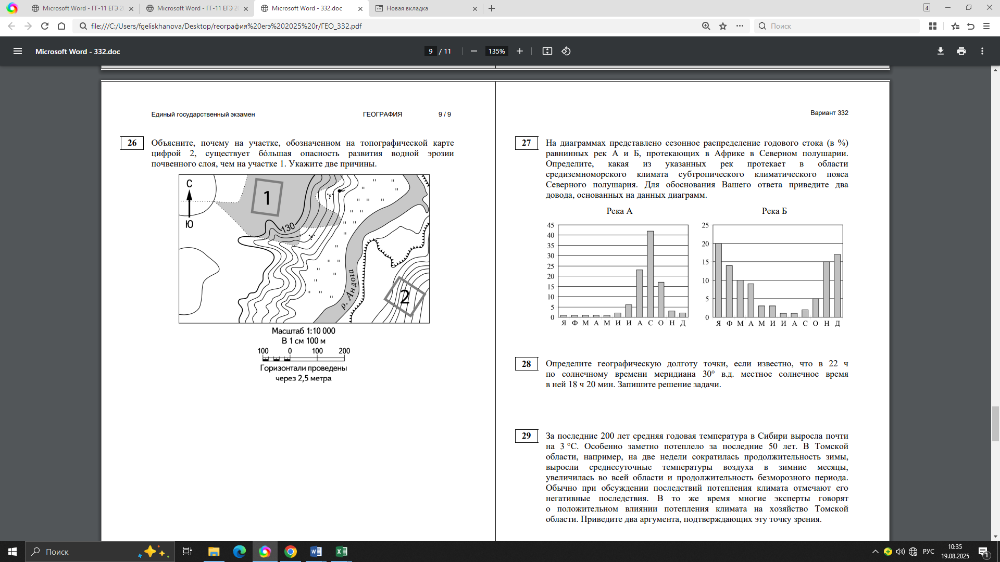 Microsoft Word - ГГ-11 ЕГЭ 2
Microsoft Word - ГГ-11 ЕГЭ 2
Microsoft Word - 332.doc
Новая вкладка
4
file:///C:/Users/fgeliskhanova/Desktop/география%20егэ%202025%20г/ГЕО_332.pdf
Поиск
Microsoft Word - 332.doc
9 / 11
135%
Единый государственный экзамен ГЕОГРАФИЯ 9 / 9
26
Объясните, почему на участке, обозначенном на топографической карте
цифрой 2, существует бо́льшая опасность развития водной эрозии
почвенного слоя, чем на участке 1. Укажите две причины.
С
Ю
1
130
р. Андога
2
Масштаб 1:10 000
В 1 см 100 м
100 0 100 200
Горизонтали проведены
через 2,5 метра
Вариант 332
27
На диаграммах представлено сезонное распределение годового стока (в %)
равнинных рек А и Б, протекающих в Африке в Северном полушарии.
Определите, какая из указанных рек протекает в области
средиземноморского климата субтропического климатического пояса
Северного полушария. Для обоснования Вашего ответа приведите два
довода, основанных на данных диаграмм.
Река А
45
40
35
30
25
20
15
10
5
0
Я Ф М А М И И А С О Н Д
Река Б
25
20
15
10
5
0
Я Ф М А М И И А С О Н Д
28
Определите географическую долготу точки, если известно, что в 22 ч
по солнечному времени меридиана 30° в.д. местное солнечное время
в ней 18 ч 20 мин. Запишите решение задачи.
29
За последние 200 лет средняя годовая температура в Сибири выросла почти
на 3 °С. Особенно заметно потеплело за последние 50 лет. В Томской
области, например, на две недели сократилась продолжительность зимы,
выросли среднесуточные температуры воздуха в зимние месяцы,
увеличилась во всей области и продолжительность безморозного периода.
Обычно при обсуждении последствий потепления климата отмечают его
негативные последствия. В то же время многие эксперты говорят
о положительном влиянии потепления климата на хозяйство Томской
области. Приведите два аргумента, подтверждающих эту точку зрения.
Поиск
РУС
10:35
19.08.2025
1